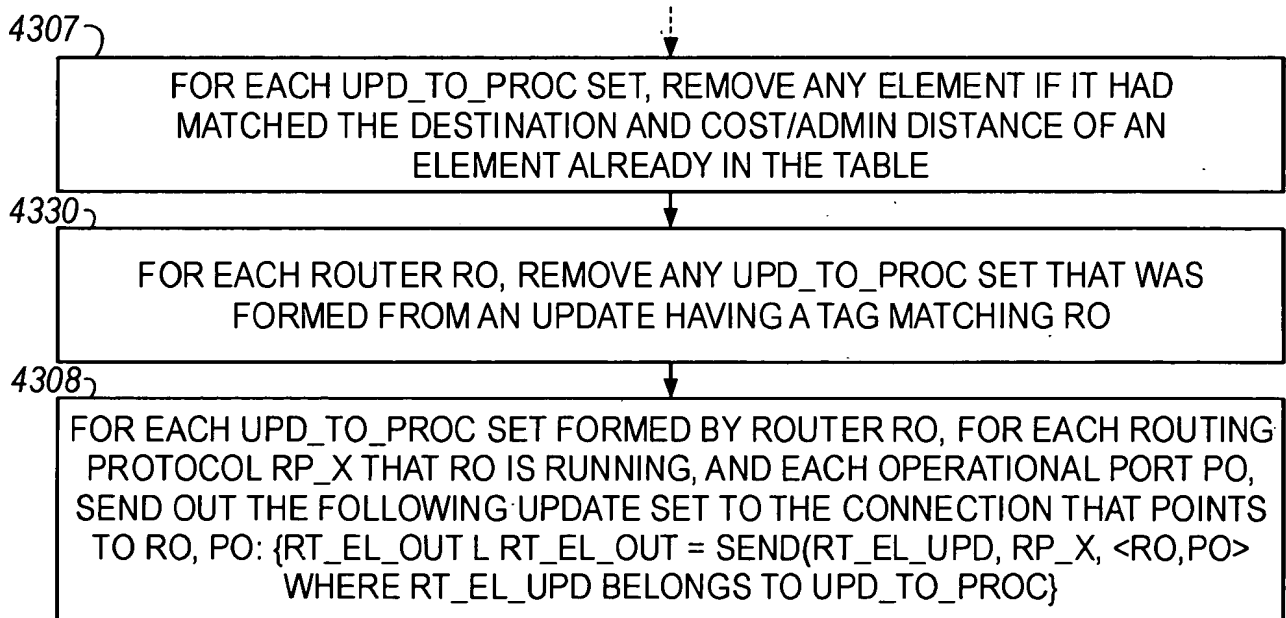 4307
FOR EACH UPD_TO_PROC SET, REMOVE ANY ELEMENT IF IT HAD
MATCHED THE DESTINATION AND COST/ADMIN DISTANCE OF AN
ELEMENT ALREADY IN THE TABLE
4330
FOR EACH ROUTER RO, REMOVE ANY UPD_TO_PROC SET THAT WAS
FORMED FROM AN UPDATE HAVING A TAG MATCHING RO
4308
FOR EACH UPD_TO_PROC SET FORMED BY ROUTER RO, FOR EACH ROUTING
PROTOCOL RP_X THAT RO IS RUNNING, AND EACH OPERATIONAL PORT PO,
SEND OUT THE FOLLOWING UPDATE SET TO THE CONNECTION THAT POINTS
TO RO, PO: {RT_EL_OUT L RT_EL_OUT = SEND(RT_EL_UPD, RP_X, <RO,PO>
WHERE RT_EL_UPD BELONGS TO UPD_TO_PROC}